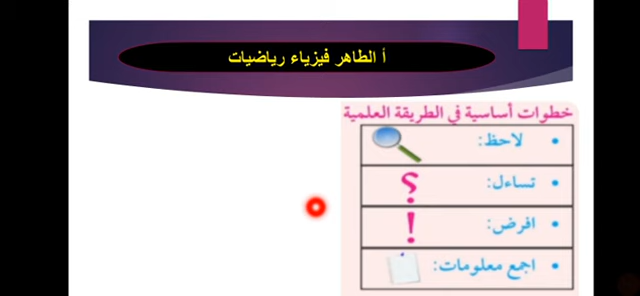 أ الطاهر فيزياء رياضيات
خطوات أساسية في الطريقة العلمية
• لاحظ:
• تساءل:
؟
• افرض:
!
• اجمع معلومات: